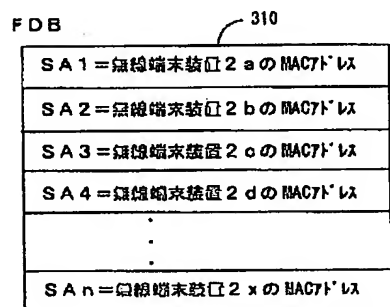 FDB
310
SA1=無線端末装置2aのMACアドレス
SA2=無線端末装置2bのMACアドレス
SA3=無線端末装置2cのMACアドレス
SA4=無線端末装置2dのMACアドレス
SAn=無線端末装置2xのMACアドレス